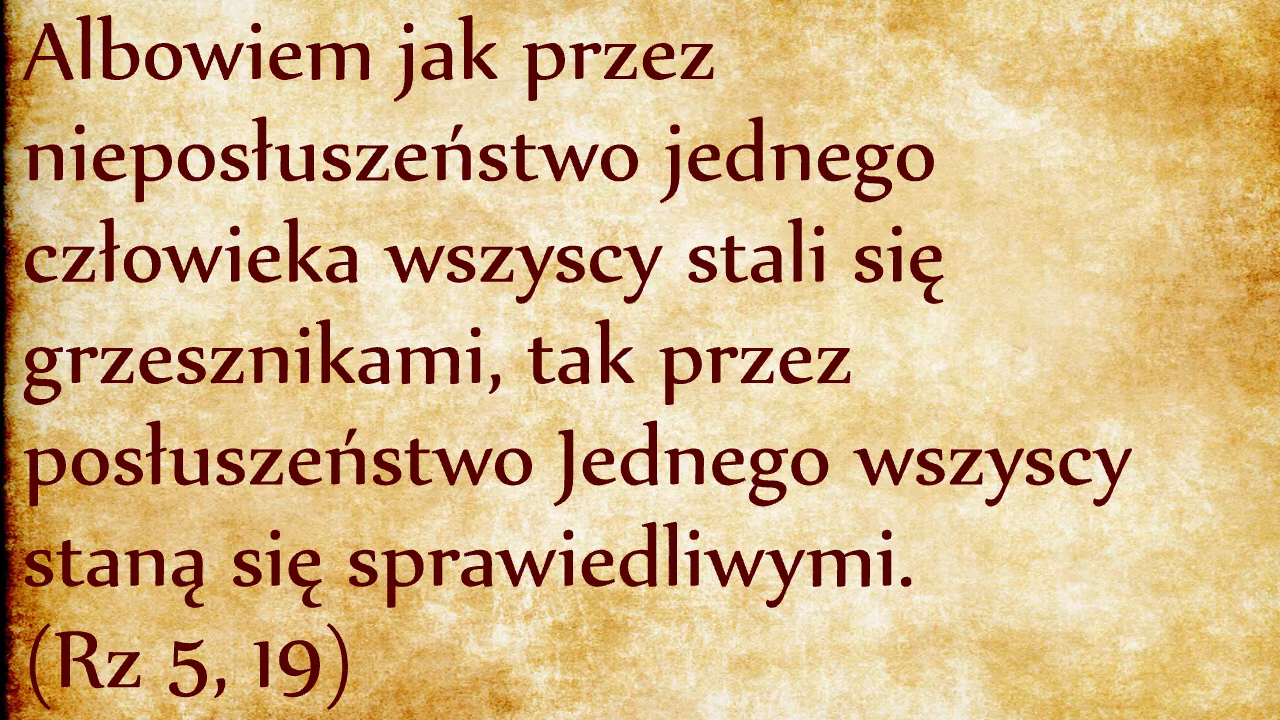 Albowiem jak przez
nieposłuszeństwo jednego
człowieka wszyscy stali się
grzesznikami, tak przez
posłuszeństwo Jednego wszyscy
staną się sprawiedliwymi.
(Rz 5, 19)